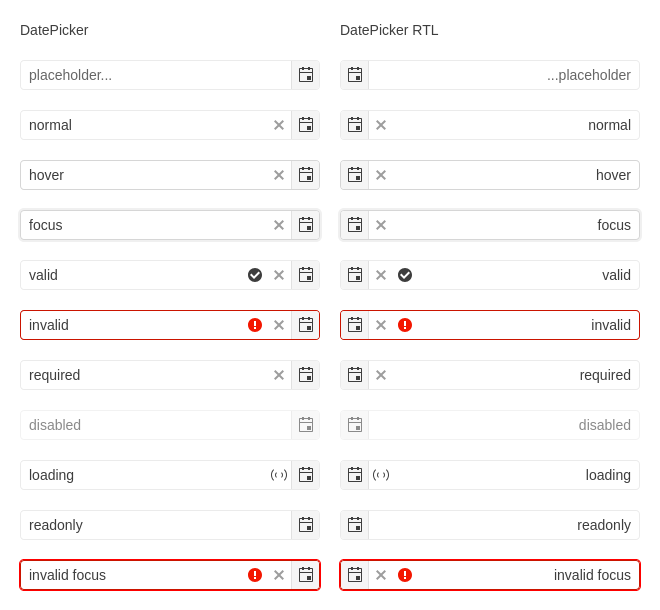 DatePicker
DatePicker RTL
placeholder...
...placeholder
normal
normal
hover
hover
focus
focus
valid
valid
invalid
invalid
required
required
disabled
disabled
loading
loading
readonly
readonly
invalid focus
invalid focus